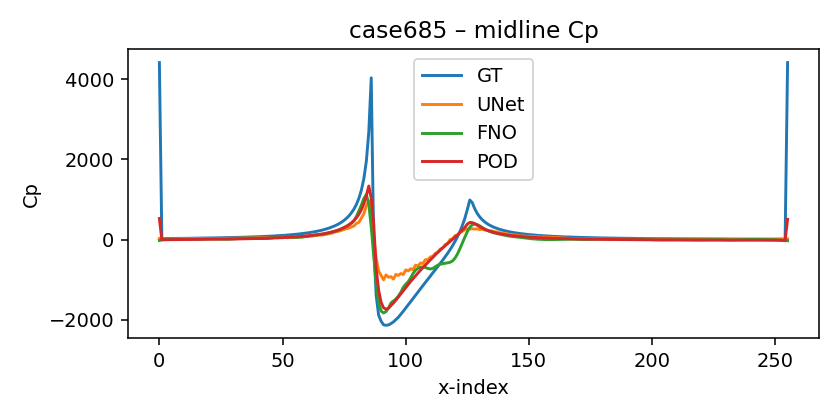 case685 – midline Cp
GT
UNet
FNO
POD
4000
2000
0
−2000
Cp
0
50
100
150
200
250
x-index